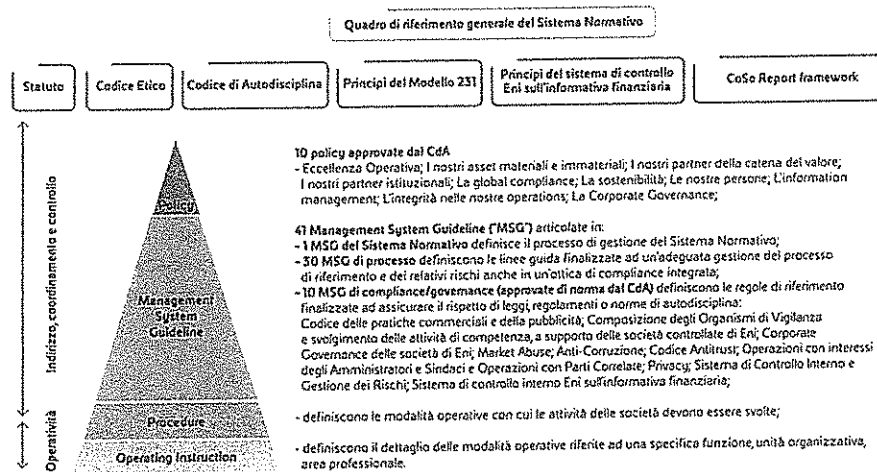 Quadro di riferimento generale del Sistema Normativo
Statuto
Codice Etico
Codice di Autodisciplina
Principi del Modello 231
Principi del sistema di controllo
Eni sull'informativa finanziaria
CoSo Report framework
Indirizzo, coordinamento e controllo
Operatività
Policy
Management
System
Guideline
Procedure
Operating Instruction
10 policy approvate dal CdA
- Eccellenza Operativa; I nostri asset materiali e immateriali; I nostri partner della catena del valore;
I nostri partner istituzionali; La global compliance; La sostenibilità; Le nostre persone; L'information
management; L'integrità nelle nostre operations; La Corporate Governance;
41 Management System Guideline ("MSG") articolate in:
- 1 MSG del Sistema Normativo definisce il processo di gestione del Sistema Normativo;
- 30 MSG di processo definiscono le linee guida finalizzate ad un'adeguata gestione del processo
di riferimento e dei relativi rischi anche in un'ottica di compliance integrata;
- 10 MSG di compliance/governance (approvate di norma dal CdA) definiscono le regole di riferimento
finalizzate ad assicurare il rispetto di leggi, regolamenti o norme di autodisciplina:
Codice delle pratiche commerciali e della pubblicità; Composizione degli Organismi di Vigilanza
e svolgimento delle attività di competenza, a supporto delle società controllate di Eni; Corporate
Governance delle società di Eni; Market Abuse; Anti-Corruzione; Codice Antitrust; Operazioni con interessi
degli Amministratori e Sindaci e Operazioni con Parti Correlate; Privacy; Sistema di Controllo Interno e
Gestione dei Rischi; Sistema di controllo interno Eni sull'informativa finanziaria;
- definiscono le modalità operative con cui le attività delle società devono essere svolte;
- definiscono il dettaglio delle modalità operative riferite ad una specifica funzione, unità organizzativa,
area professionale.